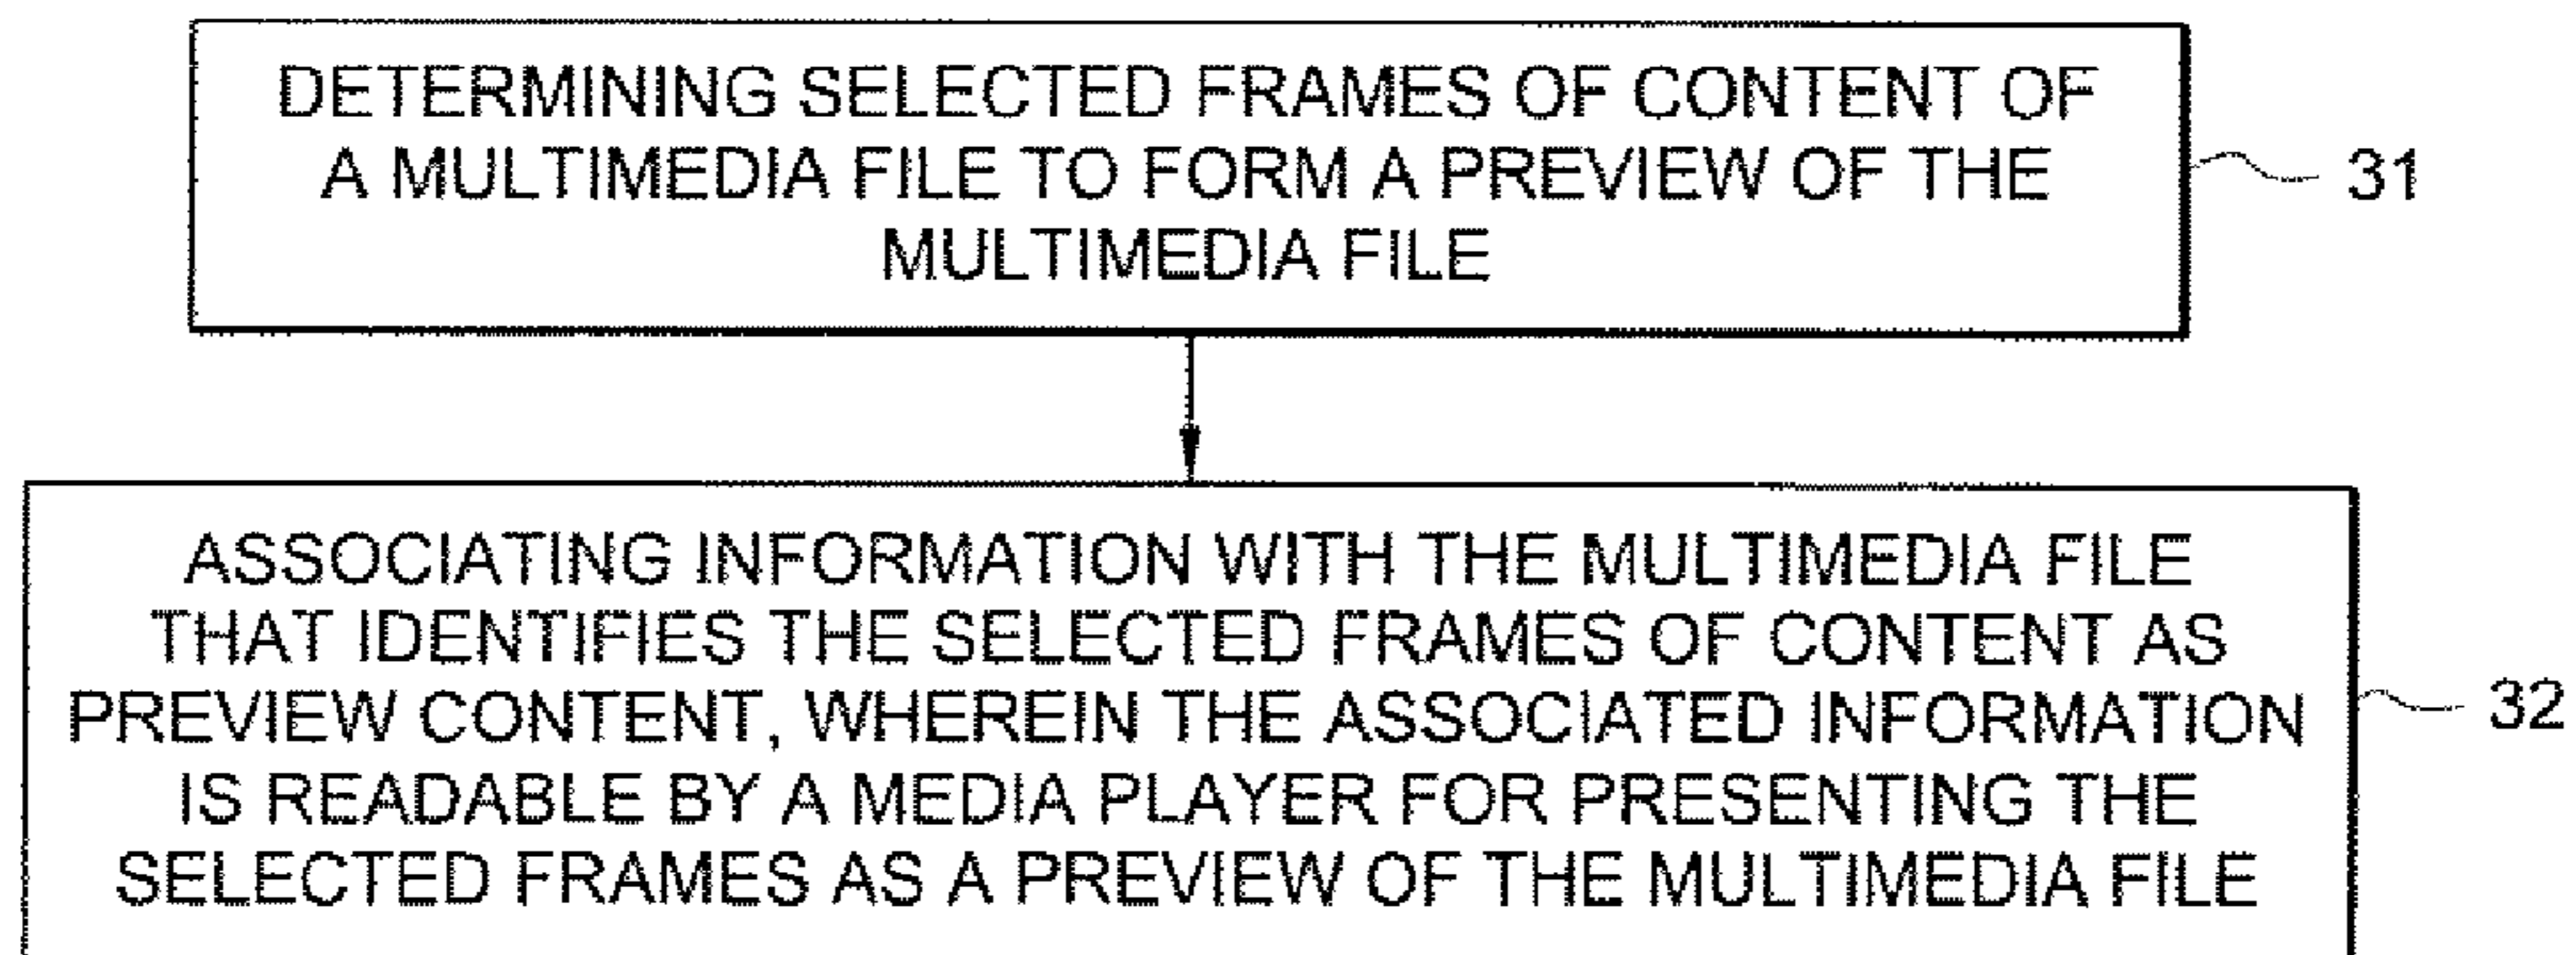 DETERMINING SELECTED FRAMES OF CONTENT OF
A MULTIMEDIA FILE TO FORM A PREVIEW OF THE
MULTIMEDIA FILE
31
ASSOCIATING INFORMATION WITH THE MULTIMEDIA FILE
THAT IDENTIFIES THE SELECTED FRAMES OF CONTENT AS
PREVIEW CONTENT, WHEREIN THE ASSOCIATED INFORMATION
IS READABLE BY A MEDIA PLAYER FOR PRESENTING THE
SELECTED FRAMES AS A PREVIEW OF THE MULTIMEDIA FILE
32